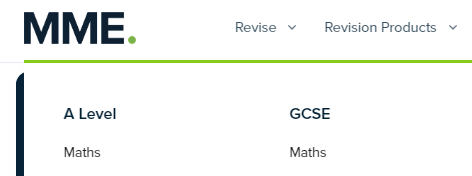 MME.
Revise Revision Products
A Level GCSE
Maths Maths